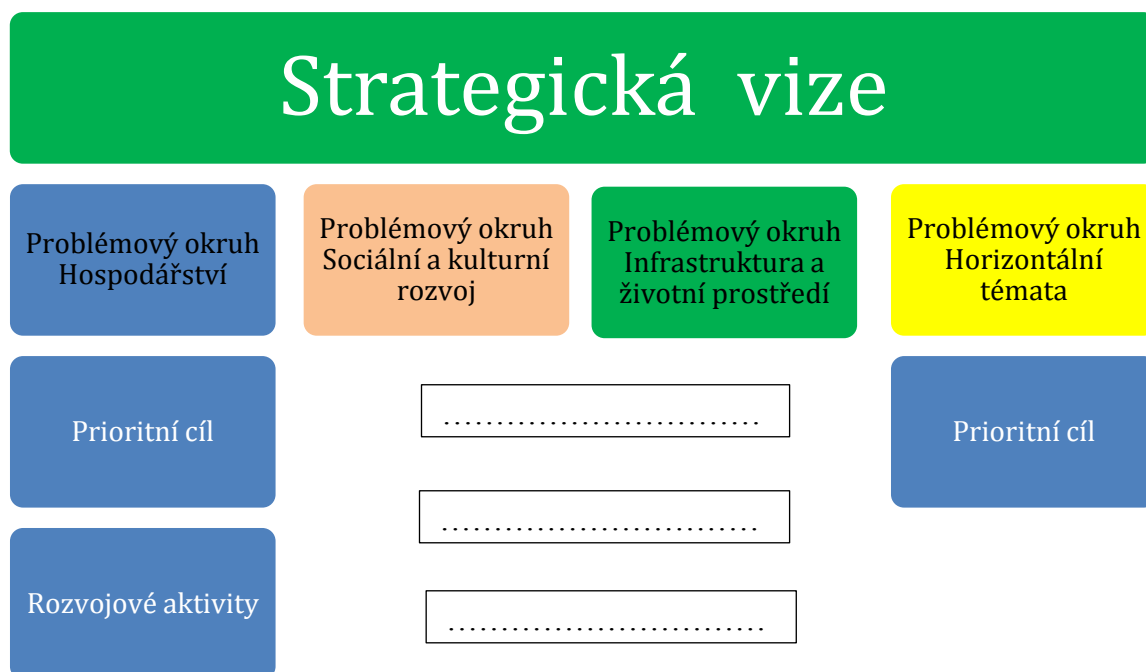 Strategická vize
Problémový okruh
Hospodářství
Problémový okruh
Sociální a kulturní
rozvoj
Problémový okruh
Infrastruktura a
životní prostředí
Problémový okruh
Horizontální
témata
Prioritní cíl
..............................
Prioritní cíl
..............................
Rozvojové aktivity
..............................